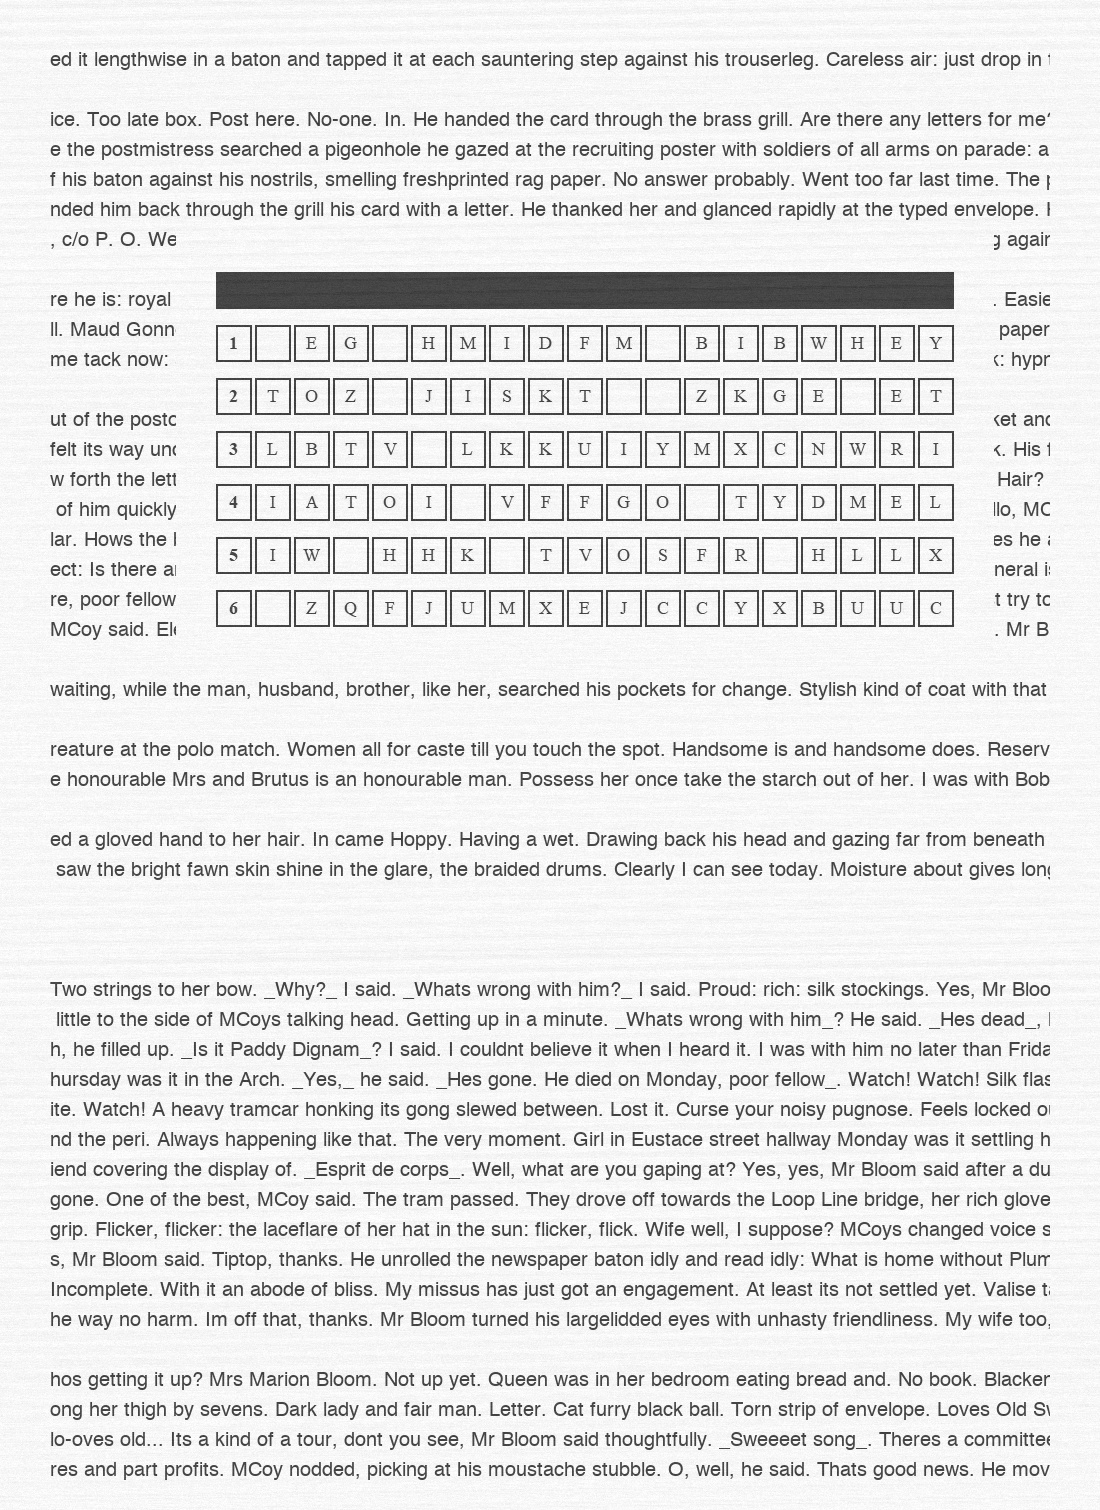 ed it lengthwise in a baton and tapped it at each sauntering step against his trouserleg. Careless air: just drop in
ice. Too late box. Post here. No-one. In. He handed the card through the brass grill. Are there any letters for me?
e the postmistress searched a pigeonhole he gazed at the recruiting poster with soldiers of all arms on parade: a
f his baton against his nostrils, smelling freshprinted rag paper. No answer probably. Went too far last time. The
nded him back through the grill his card with a letter. He thanked her and glanced rapidly at the typed envelope.
, c/o P. O. We g again
re he is: royal . Easie
ll. Maud Gonn paper
1 E G H M I D F M B I B W H E Y
me tack now: k: hypn
2 T O Z J I S K T Z K G E E T
ut of the posto ket and
felt its way und k. His
3 L B T V L K K U I Y M X C N W R I
w forth the lett Hair?
4 I A T O I V F F G O T Y D M E L
of him quickly llo, MC
lar. Hows the es he a
5 I W H H K T V O S F R H L L X
ect: Is there a neral is
re, poor fellow t try to
6 Z Q F J U M X E J C C Y X B U U C
MCoy said. El . Mr B
waiting, while the man, husband, brother, like her, searched his pockets for change. Stylish kind of coat with that
reature at the polo match. Women all for caste till you touch the spot. Handsome is and handsome does. Reserv
e honourable Mrs and Brutus is an honourable man. Possess her once take the starch out of her. I was with Bob
ed a gloved hand to her hair. In came Hoppy. Having a wet. Drawing back his head and gazing far from beneath
saw the bright fawn skin shine in the glare, the braided drums. Clearly I can see today. Moisture about gives long
Two strings to her bow. _Why?_ I said. _Whats wrong with him?_ I said. Proud: rich: silk stockings. Yes, Mr Bloo
little to the side of MCoys talking head. Getting up in a minute. _Whats wrong with him_? He said. _Hes dead_,
h, he filled up. _Is it Paddy Dignam_? I said. I couldnt believe it when I heard it. I was with him no later than Frida
hursday was it in the Arch. _Yes,_ he said. _Hes gone. He died on Monday, poor fellow_. Watch! Watch! Silk flas
ite. Watch! A heavy tramcar honking its gong slewed between. Lost it. Curse your noisy pugnose. Feels locked ou
nd the peri. Always happening like that. The very moment. Girl in Eustace street hallway Monday was it settling h
iend covering the display of. _Esprit de corps_. Well, what are you gaping at? Yes, yes, Mr Bloom said after a du
gone. One of the best, MCoy said. The tram passed. They drove off towards the Loop Line bridge, her rich glove
grip. Flicker, flicker: the laceflare of her hat in the sun: flicker, flick. Wife well, I suppose? MCoys changed voice s
s, Mr Bloom said. Tiptop, thanks. He unrolled the newspaper baton idly and read idly: What is home without Plum
Incomplete. With it an abode of bliss. My missus has just got an engagement. At least its not settled yet. Valise ta
he way no harm. Im off that, thanks. Mr Bloom turned his largelidded eyes with unhasty friendliness. My wife too,
hos getting it up? Mrs Marion Bloom. Not up yet. Queen was in her bedroom eating bread and. No book. Blacken
ong her thigh by sevens. Dark lady and fair man. Letter. Cat furry black ball. Torn strip of envelope. Loves Old Sw
lo-oves old... Its a kind of a tour, dont you see, Mr Bloom said thoughtfully. _Sweeeet song_. Theres a committee
res and part profits. MCoy nodded, picking at his moustache stubble. O, well, he said. Thats good news. He mov